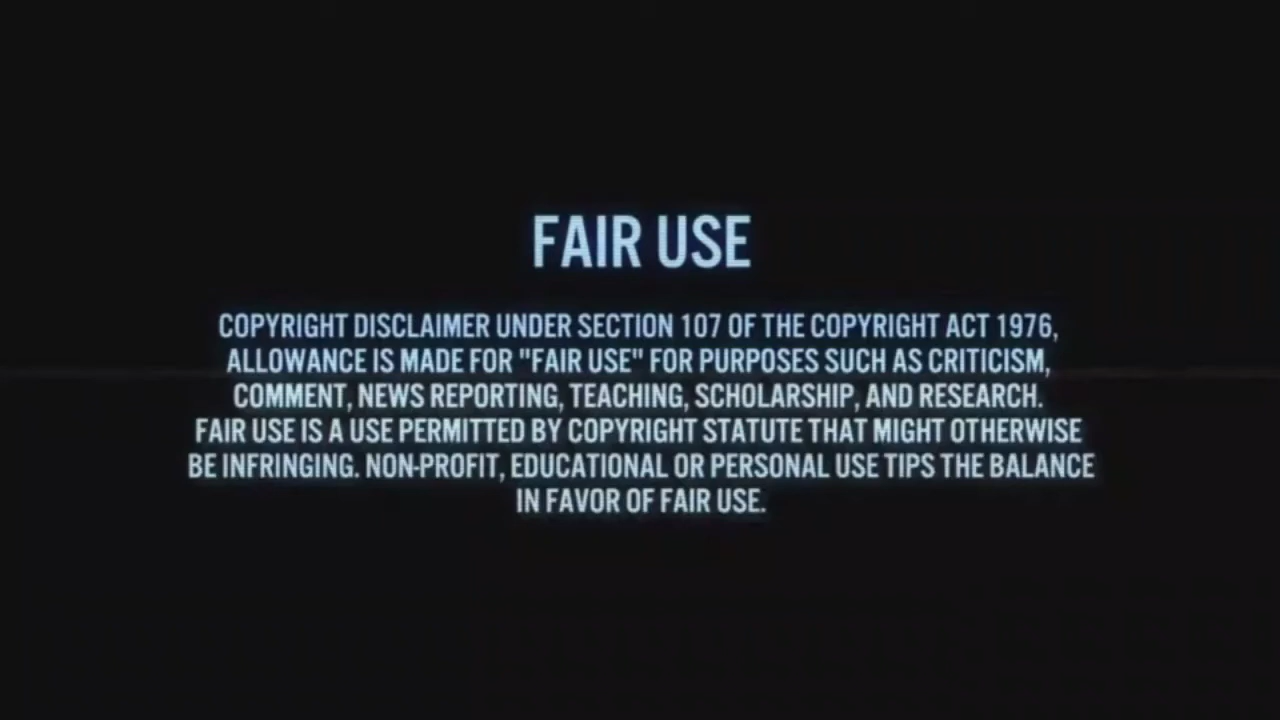 FAIR USE
COPYRIGHT DISCLAIMER UNDER SECTION 107 OF THE COPYRIGHT ACT 1976,
ALLOWANCE IS MADE FOR "FAIR USE" FOR PURPOSES SUCH AS CRITICISM,
COMMENT, NEWS REPORTING, TEACHING, SCHOLARSHIP, AND RESEARCH.
FAIR USE IS A USE PERMITTED BY COPYRIGHT STATUTE THAT MIGHT OTHERWISE
BE INFRINGING. NON-PROFIT, EDUCATIONAL OR PERSONAL USE TIPS THE BALANCE
IN FAVOR OF FAIR USE.